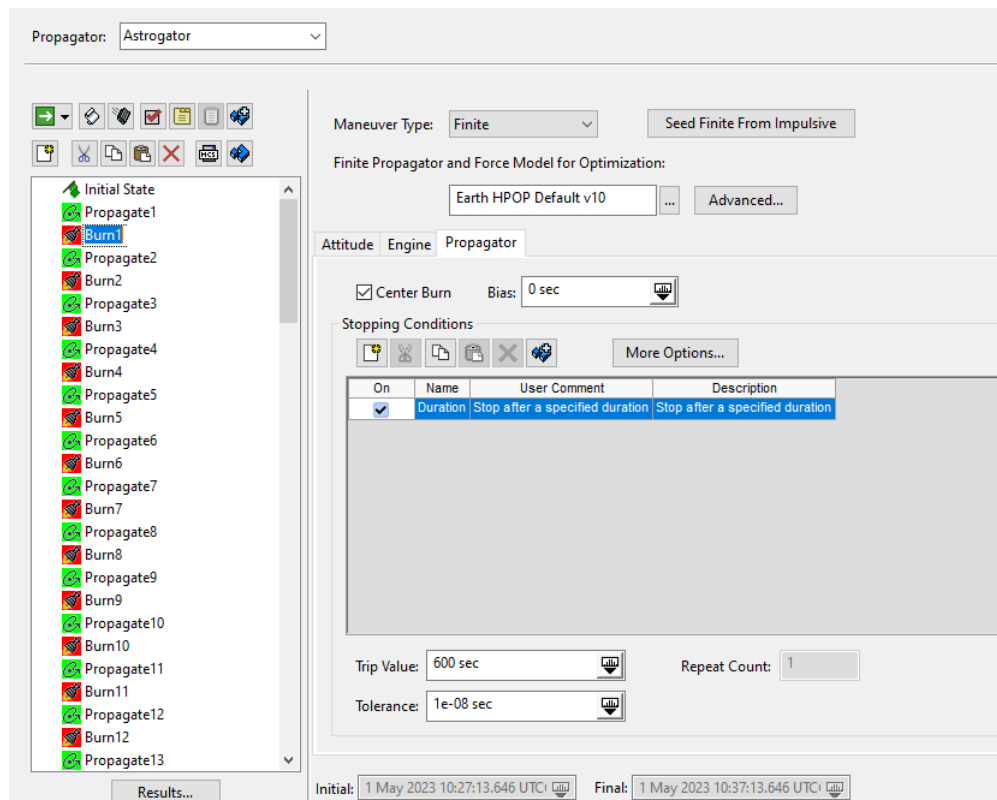 Propagator: Astrogator
MCS
Initial State
Propagate1
Burn1
Propagate2
Burn2
Propagate3
Burn3
Propagate4
Burn4
Propagate5
Burn5
Propagate6
Burn6
Propagate7
Burn7
Propagate8
Burn8
Propagate9
Burn9
Propagate10
Burn10
Propagate11
Burn11
Propagate12
Burn12
Propagate13
Results...
Maneuver Type: Finite Seed Finite From Impulsive
Finite Propagator and Force Model for Optimization:
Earth HPOP Default v10 ... Advanced...
Attitude Engine Propagator
Center Burn Bias: 0 sec
Stopping Conditions
More Options...
On Name User Comment Description
Duration Stop after a specified duration Stop after a specified duration
Trip Value: 600 sec Repeat Count: 1
Tolerance: 1e-08 sec
Initial: 1 May 2023 10:27:13.646 UTC Final: 1 May 2023 10:37:13.646 UTC